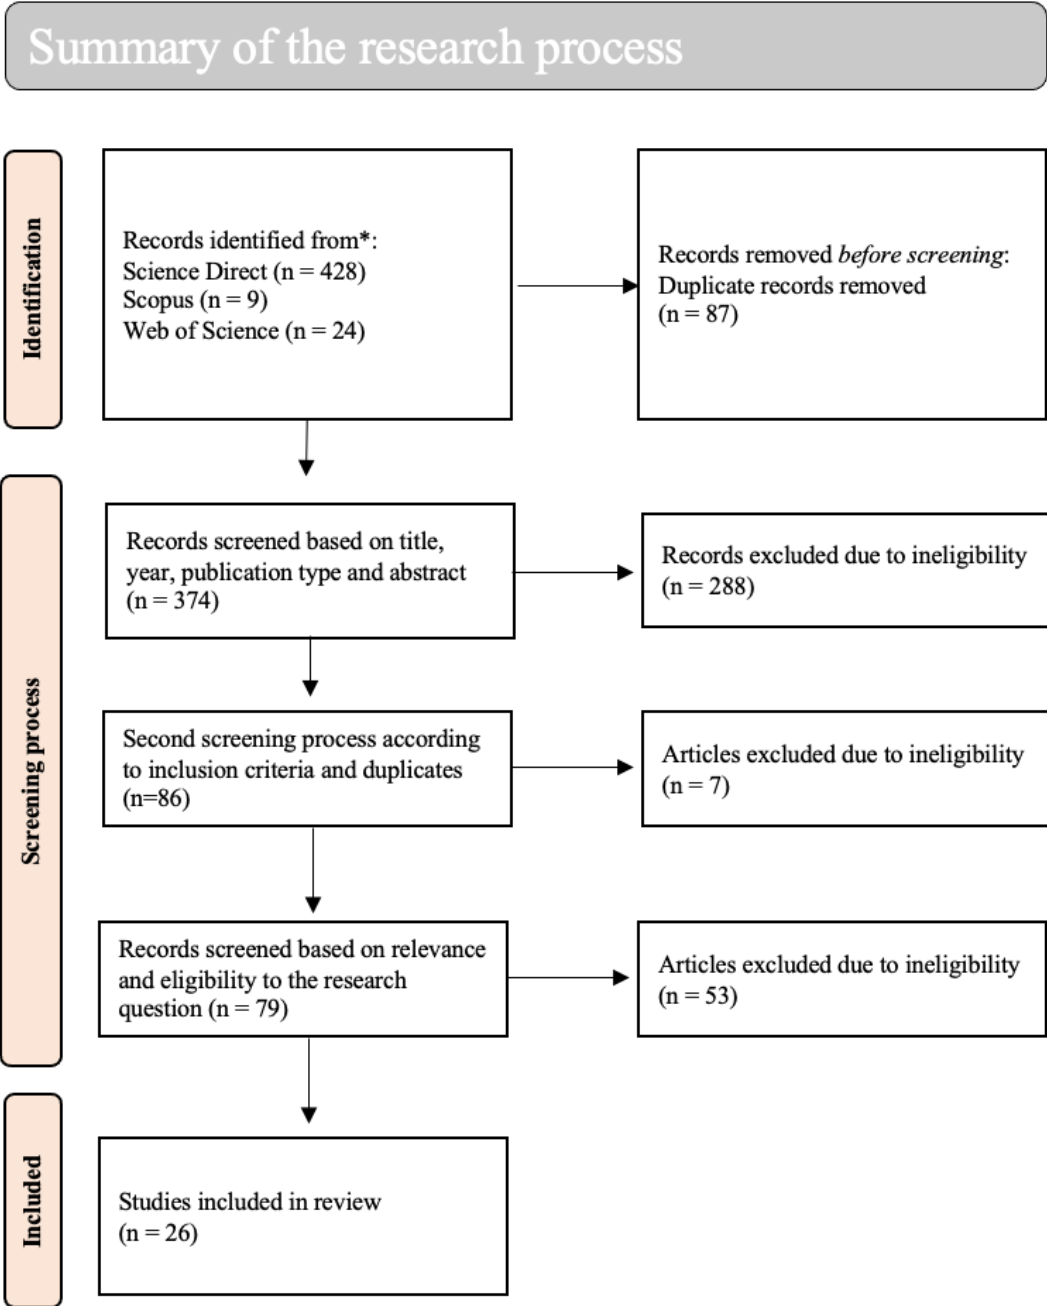 Summary of the research process
Identification
Records identified from*:
Science Direct (n = 428)
Scopus (n = 9)
Web of Science (n = 24)
Records removed before screening:
Duplicate records removed
(n = 87)
Screening process
Records screened based on title,
year, publication type and abstract
(n = 374)
Records excluded due to ineligibility
(n = 288)
Second screening process according
to inclusion criteria and duplicates
(n=86)
Articles excluded due to ineligibility
(n = 7)
Records screened based on relevance
and eligibility to the research
question (n = 79)
Articles excluded due to ineligibility
(n = 53)
Included
Studies included in review
(n = 26)